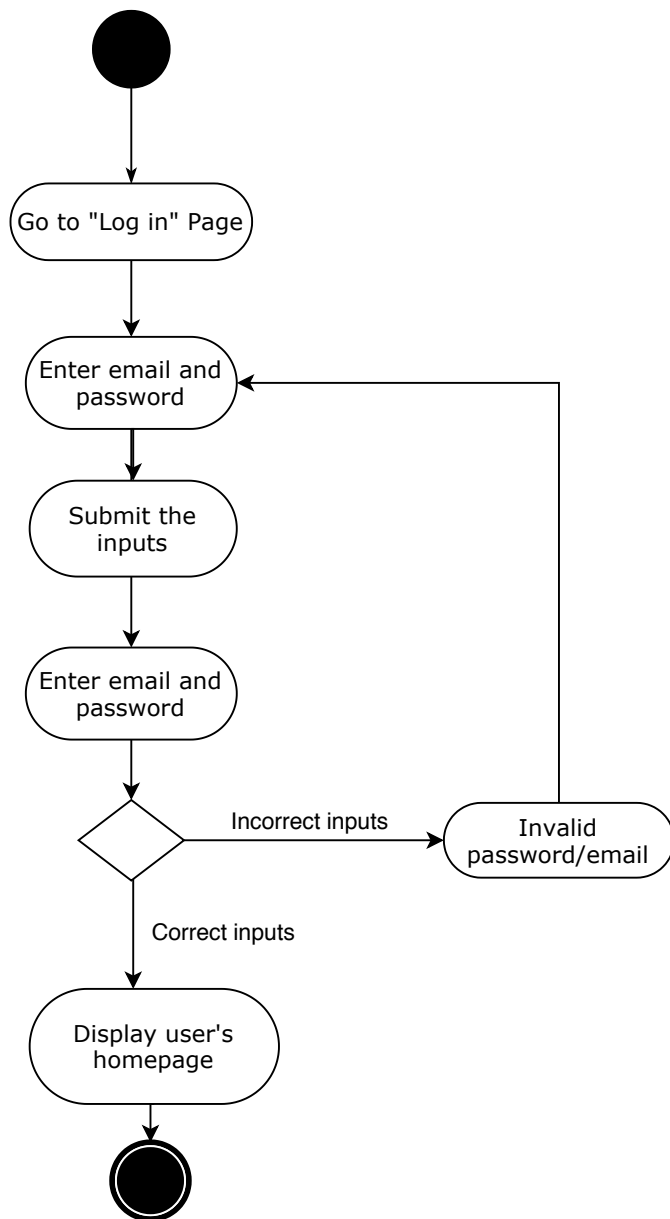 Go to "Log in" Page
Enter email and
password
Submit the
inputs
Enter email and
password
Incorrect inputs
Invalid
password/email
Correct inputs
Display user's
homepage